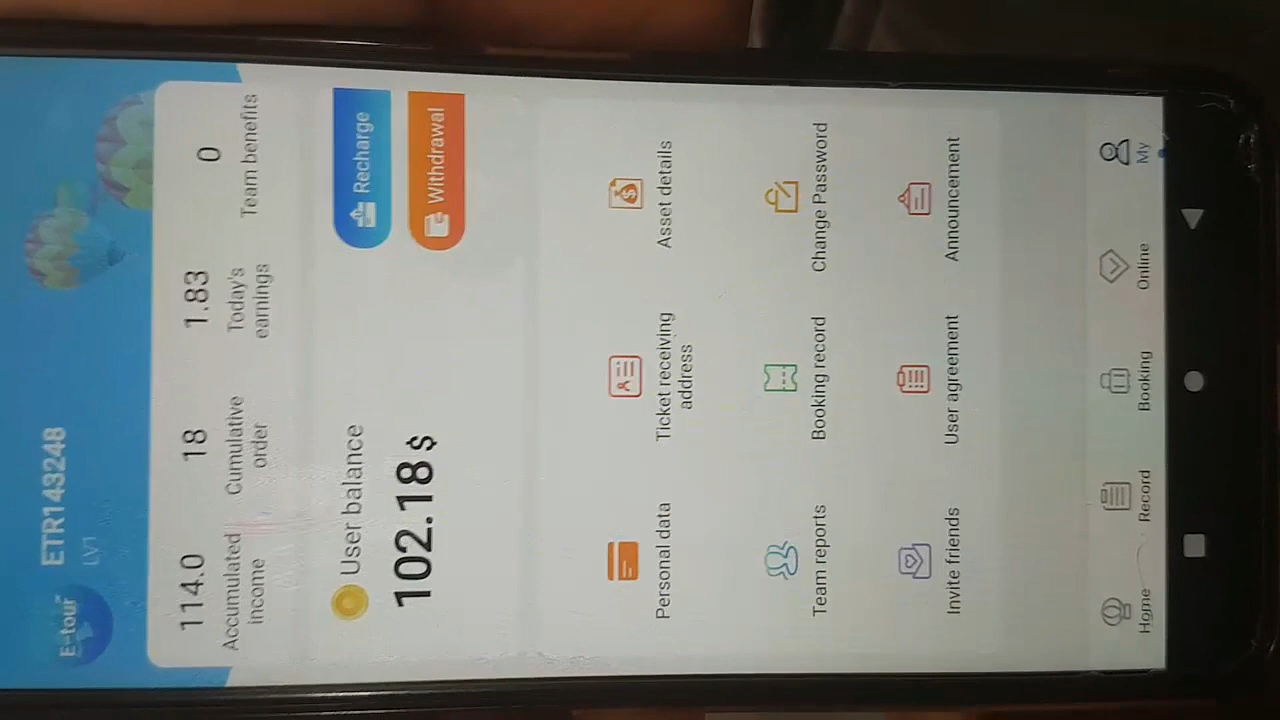 E-tour
ETR143248
LV1
114.0
18
1.83
0
Accumulated
income
Cumulative
order
Today's
earnings
Team benefits
User balance
102.18 $
Recharge
Withdrawal
Personal data
Ticket receiving
address
Asset details
Team reports
Booking record
Change Password
Invite friends
User agreement
Announcement
Home
Record
Booking
Online
My